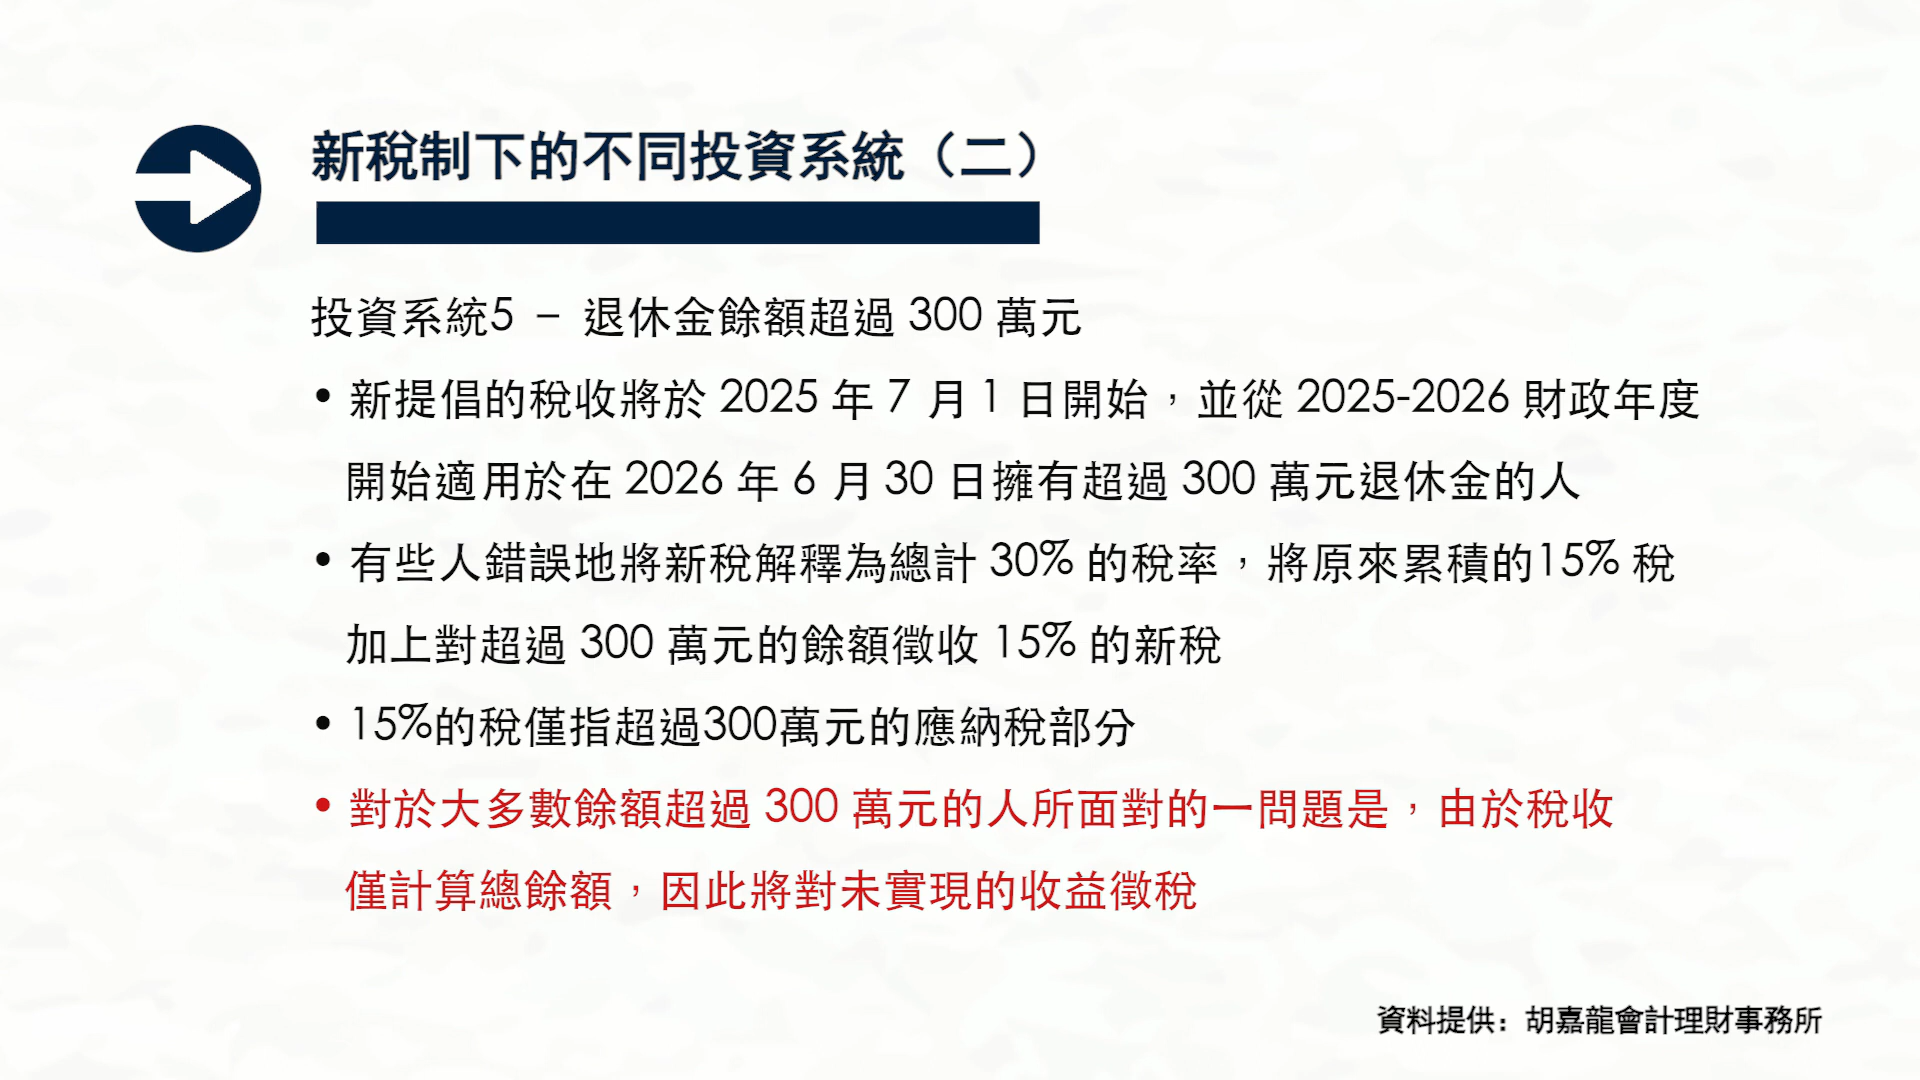 新稅制下的不同投資系統（二）
投資系統5 – 退休金餘額超過 300 萬元
• 新提倡的稅收將於 2025 年 7 月 1 日開始，並從 2025-2026 財政年度
開始適用於在 2026 年 6 月 30 日擁有超過 300 萬元退休金的人
• 有些人錯誤地將新稅解釋為總計 30% 的稅率，將原來累積的15% 稅
加上對超過 300 萬元的餘額徵收 15% 的新稅
• 15%的稅僅指超過300萬元的應納稅部分
• 對於大多數餘額超過 300 萬元的人所面對的一問題是，由於稅收
僅計算總餘額，因此將對未實現的收益徵稅
資料提供：胡嘉龍會計理財事務所